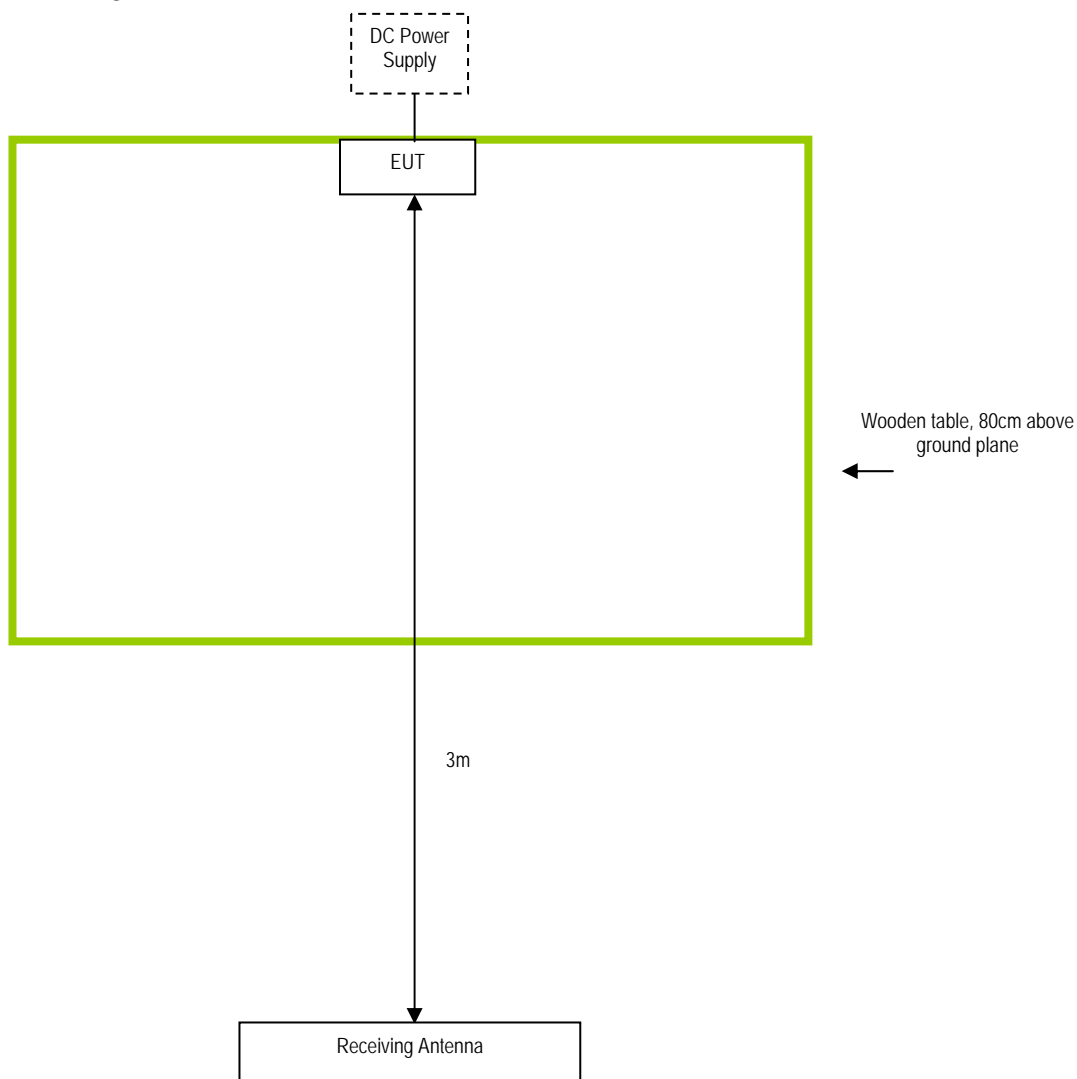 DC Power
Supply
EUT
Wooden table, 80cm above
ground plane
3m
Receiving Antenna